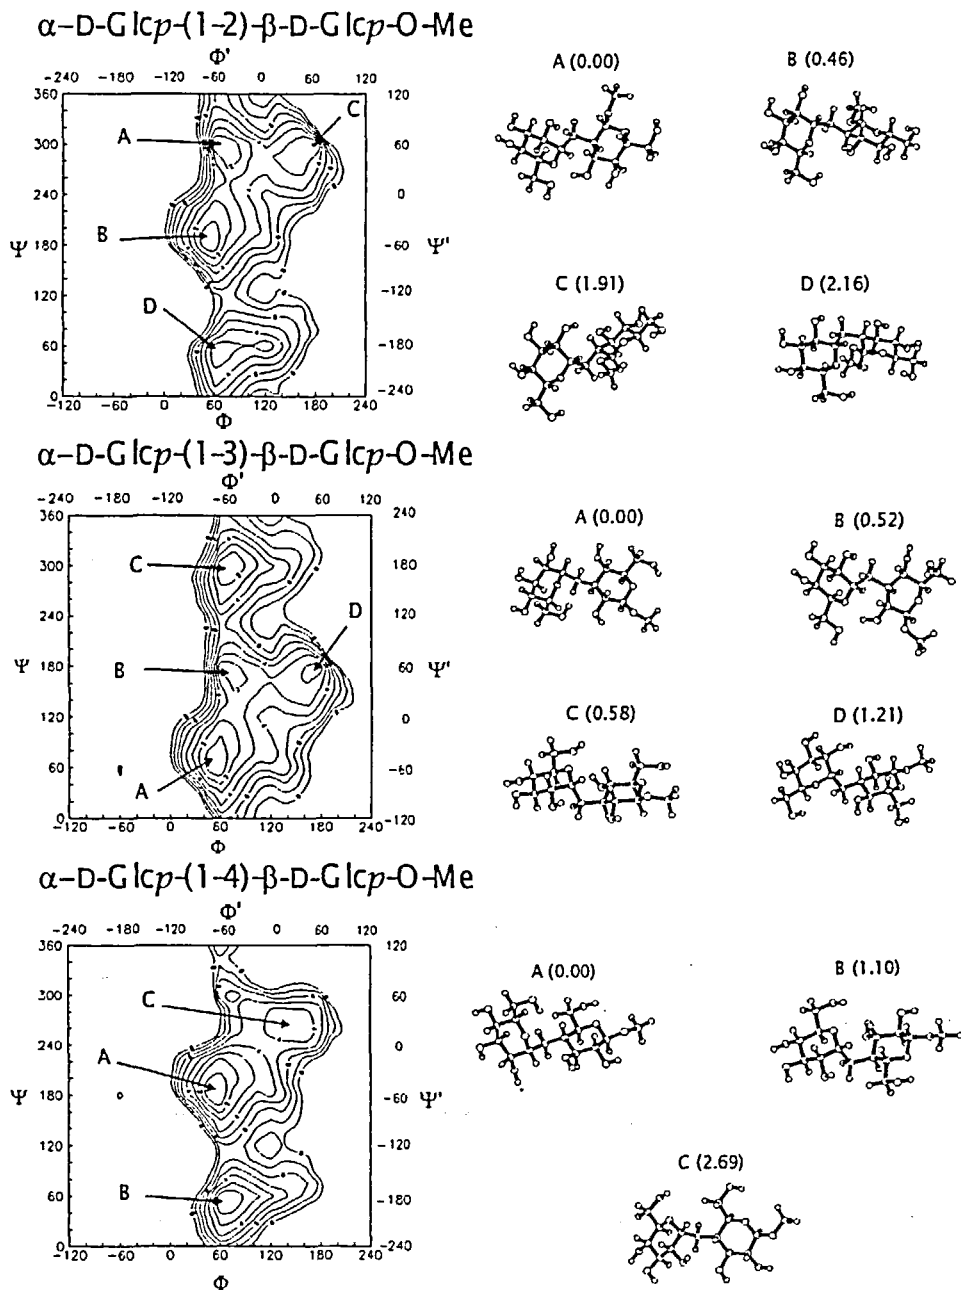 α–D-Glcp-(1-2)-β-D-Glcp-O-Me
Φ'
-240 -180 -120 -60 0 60 120
360 300 240 180 120 60 0
Ψ
120 60 0 -60 -120 -180 -240
Ψ'
A
B
C
D
-120 -60 0 60 120 180 240
Φ
A (0.00)
B (0.46)
C (1.91)
D (2.16)
α–D-Glcp-(1-3)-β-D-Glcp-O-Me
Φ'
-240 -180 -120 -60 0 60 120
360 300 240 180 120 60 0
Ψ
240 180 120 60 0 -60 -120
Ψ'
C
D
B
A
-120 -60 0 60 120 180 240
Φ
A (0.00)
B (0.52)
C (0.58)
D (1.21)
α–D-Glcp-(1-4)-β-D-Glcp-O-Me
Φ'
-240 -180 -120 -60 0 60 120
360 300 240 180 120 60 0
Ψ
120 60 0 -60 -120 -180 -240
Ψ'
C
A
B
-120 -60 0 60 120 180 240
Φ
A (0.00)
B (1.10)
C (2.69)